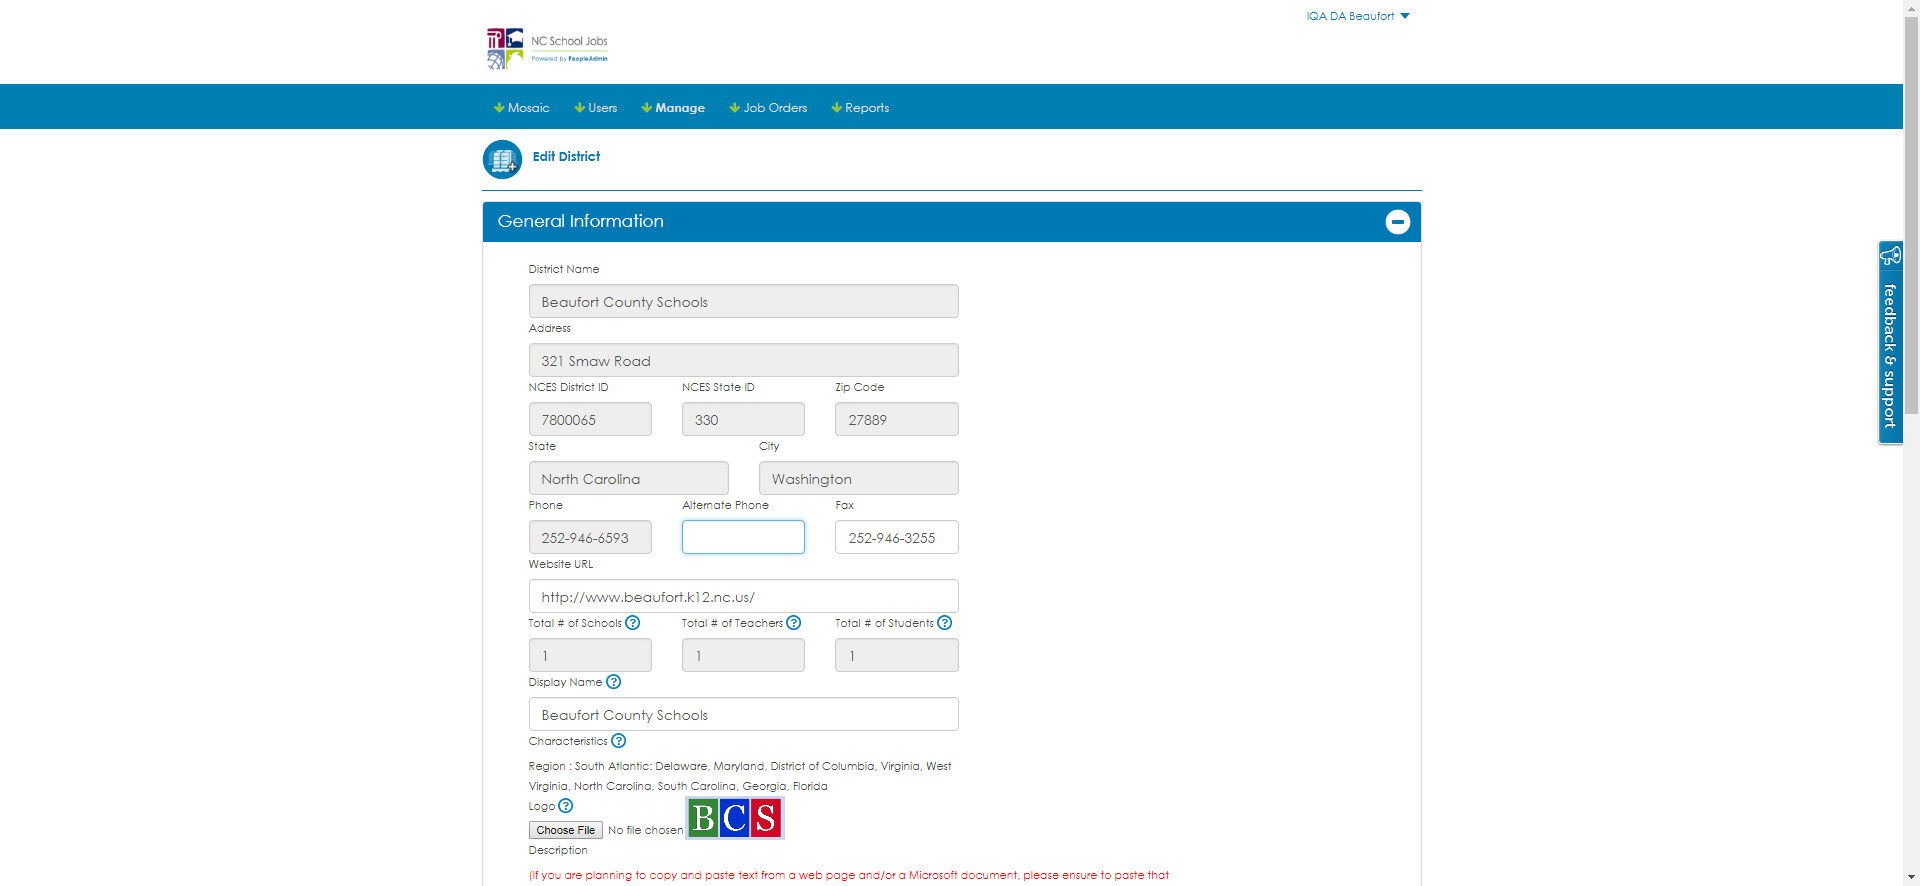 IQA DA Beaufort
NC School Jobs
Powered by PeopleAdmin
Mosaic Users Manage Job Orders Reports
Edit District
General Information
District Name
Beaufort County Schools
Address
321 Smaw Road
NCES District ID NCES State ID Zip Code
7800065 330 27889
State City
North Carolina Washington
Phone Alternate Phone Fax
252-946-6593 252-946-3255
Website URL
http://www.beaufort.k12.nc.us/
Total # of Schools ? Total # of Teachers ? Total # of Students ?
1 1 1
Display Name ?
Beaufort County Schools
Characteristics ?
Region : South Atlantic: Delaware, Maryland, District of Columbia, Virginia, West
Virginia, North Carolina, South Carolina, Georgia, Florida
Logo ?
Choose File No file chosen BCS
Description
(If you are planning to copy and paste text from a web page and/or a Microsoft document, please ensure to paste that
feedback & support